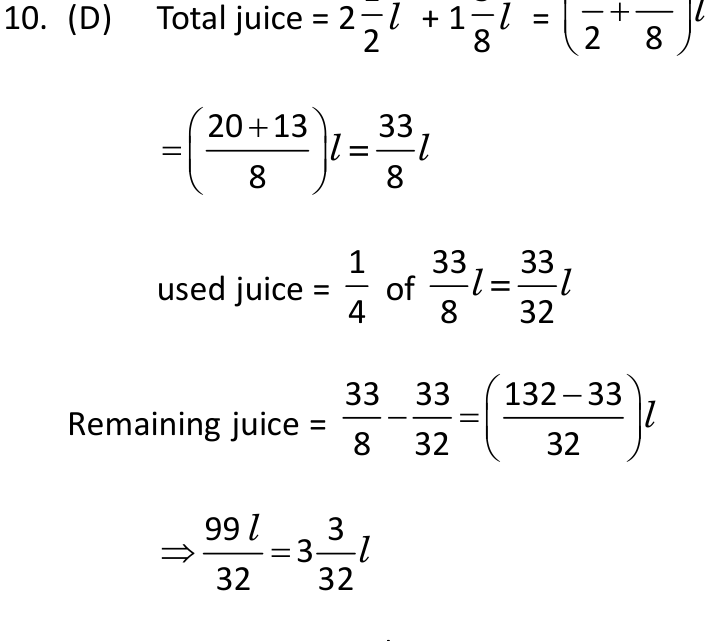 10. (D) Total juice = 2 /2 l + 1 /8 l = ( /2 + /8 ) l
= ( (20+13)/8 ) l = 33/8 l
used juice = 1/4 of 33/8 l = 33/32 l
Remaining juice = 33/8 − 33/32 = ( (132−33)/32 ) l
⇒ 99 l/32 = 3 3/32 l